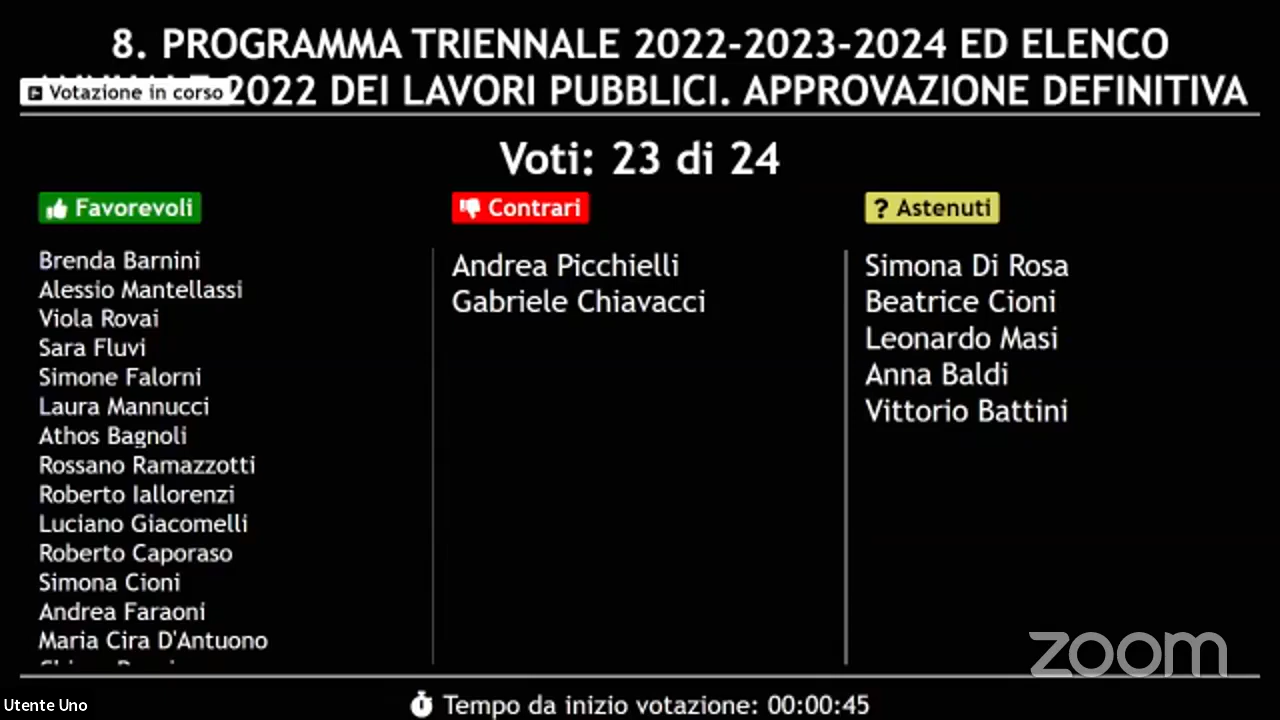 8. PROGRAMMA TRIENNALE 2022-2023-2024 ED ELENCO
2022 DEI LAVORI PUBBLICI. APPROVAZIONE DEFINITIVA
Votazione in corso
Voti: 23 di 24
Favorevoli
Brenda Barnini
Alessio Mantellassi
Viola Rovai
Sara Fluvi
Simone Falorni
Laura Mannucci
Athos Bagnoli
Rossano Ramazzotti
Roberto Iallorenzi
Luciano Giacomelli
Roberto Caporaso
Simona Cioni
Andrea Faraoni
Maria Cira D'Antuono
Contrari
Andrea Picchielli
Gabriele Chiavacci
? Astenuti
Simona Di Rosa
Beatrice Cioni
Leonardo Masi
Anna Baldi
Vittorio Battini
zoom
Tempo da inizio votazione: 00:00:45
Utente Uno